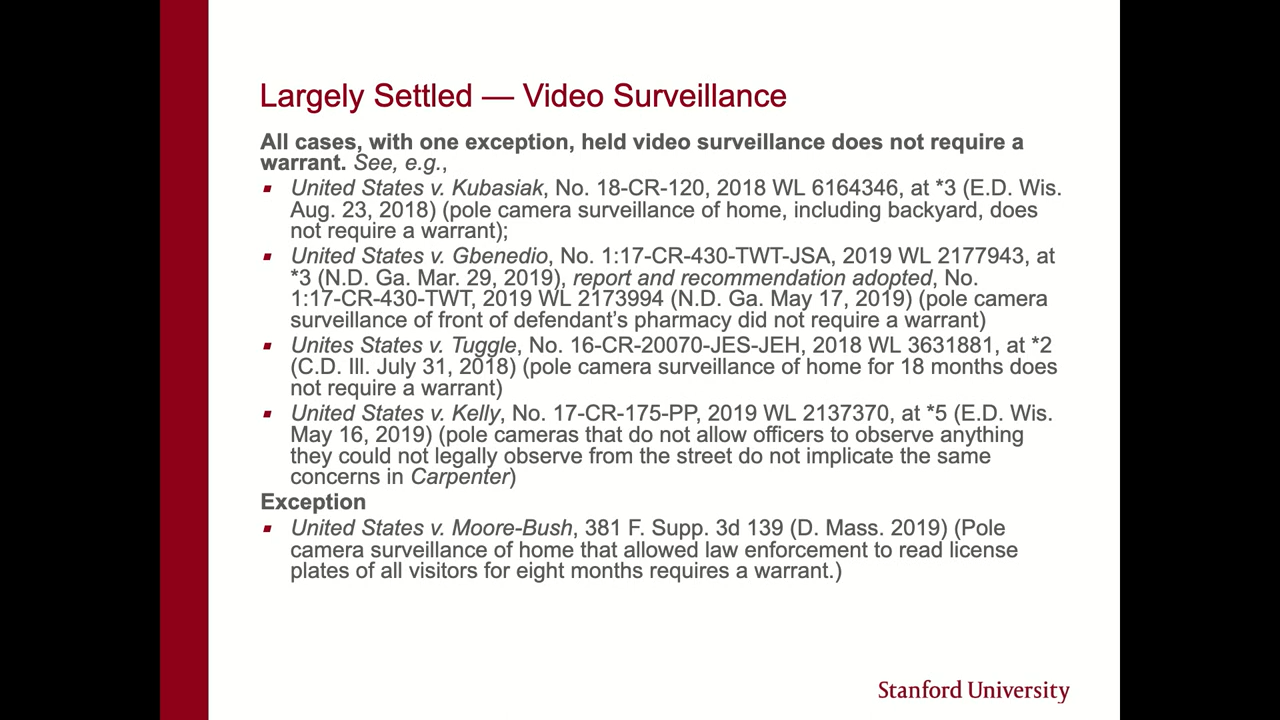 Largely Settled — Video Surveillance
All cases, with one exception, held video surveillance does not require a
warrant. See, e.g.,
▪ United States v. Kubasiak, No. 18-CR-120, 2018 WL 6164346, at *3 (E.D. Wis.
Aug. 23, 2018) (pole camera surveillance of home, including backyard, does
not require a warrant);
▪ United States v. Gbenedio, No. 1:17-CR-430-TWT-JSA, 2019 WL 2177943, at
*3 (N.D. Ga. Mar. 29, 2019), report and recommendation adopted, No.
1:17-CR-430-TWT, 2019 WL 2173994 (N.D. Ga. May 17, 2019) (pole camera
surveillance of front of defendant’s pharmacy did not require a warrant)
▪ Unites States v. Tuggle, No. 16-CR-20070-JES-JEH, 2018 WL 3631881, at *2
(C.D. Ill. July 31, 2018) (pole camera surveillance of home for 18 months does
not require a warrant)
▪ United States v. Kelly, No. 17-CR-175-PP, 2019 WL 2137370, at *5 (E.D. Wis.
May 16, 2019) (pole cameras that do not allow officers to observe anything
they could not legally observe from the street do not implicate the same
concerns in Carpenter)
Exception
▪ United States v. Moore-Bush, 381 F. Supp. 3d 139 (D. Mass. 2019) (Pole
camera surveillance of home that allowed law enforcement to read license
plates of all visitors for eight months requires a warrant.)
Stanford University